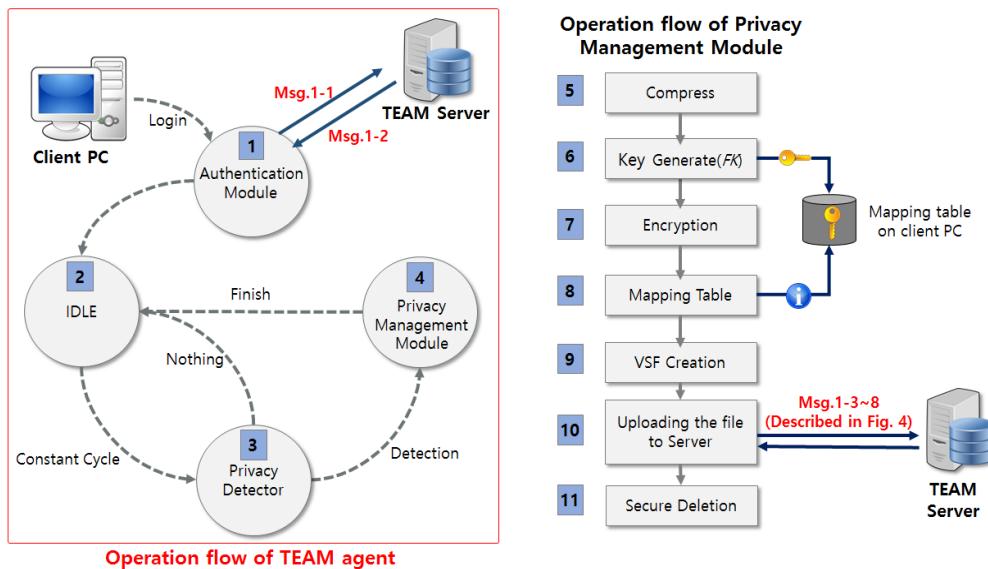 Client PC
Login
Msg.1-1
Msg.1-2
TEAM Server
1
Authentication
Module
2
IDLE
Finish
4
Privacy
Management
Module
Nothing
3
Privacy
Detector
Constant Cycle
Detection
Operation flow of TEAM agent
Operation flow of Privacy
Management Module
5
Compress
6
Key Generate(FK)
7
Encryption
Mapping table
on client PC
8
Mapping Table
i
9
VSF Creation
10
Uploading the file
to Server
Msg.1-3~8
(Described in Fig. 4)
TEAM
Server
11
Secure Deletion